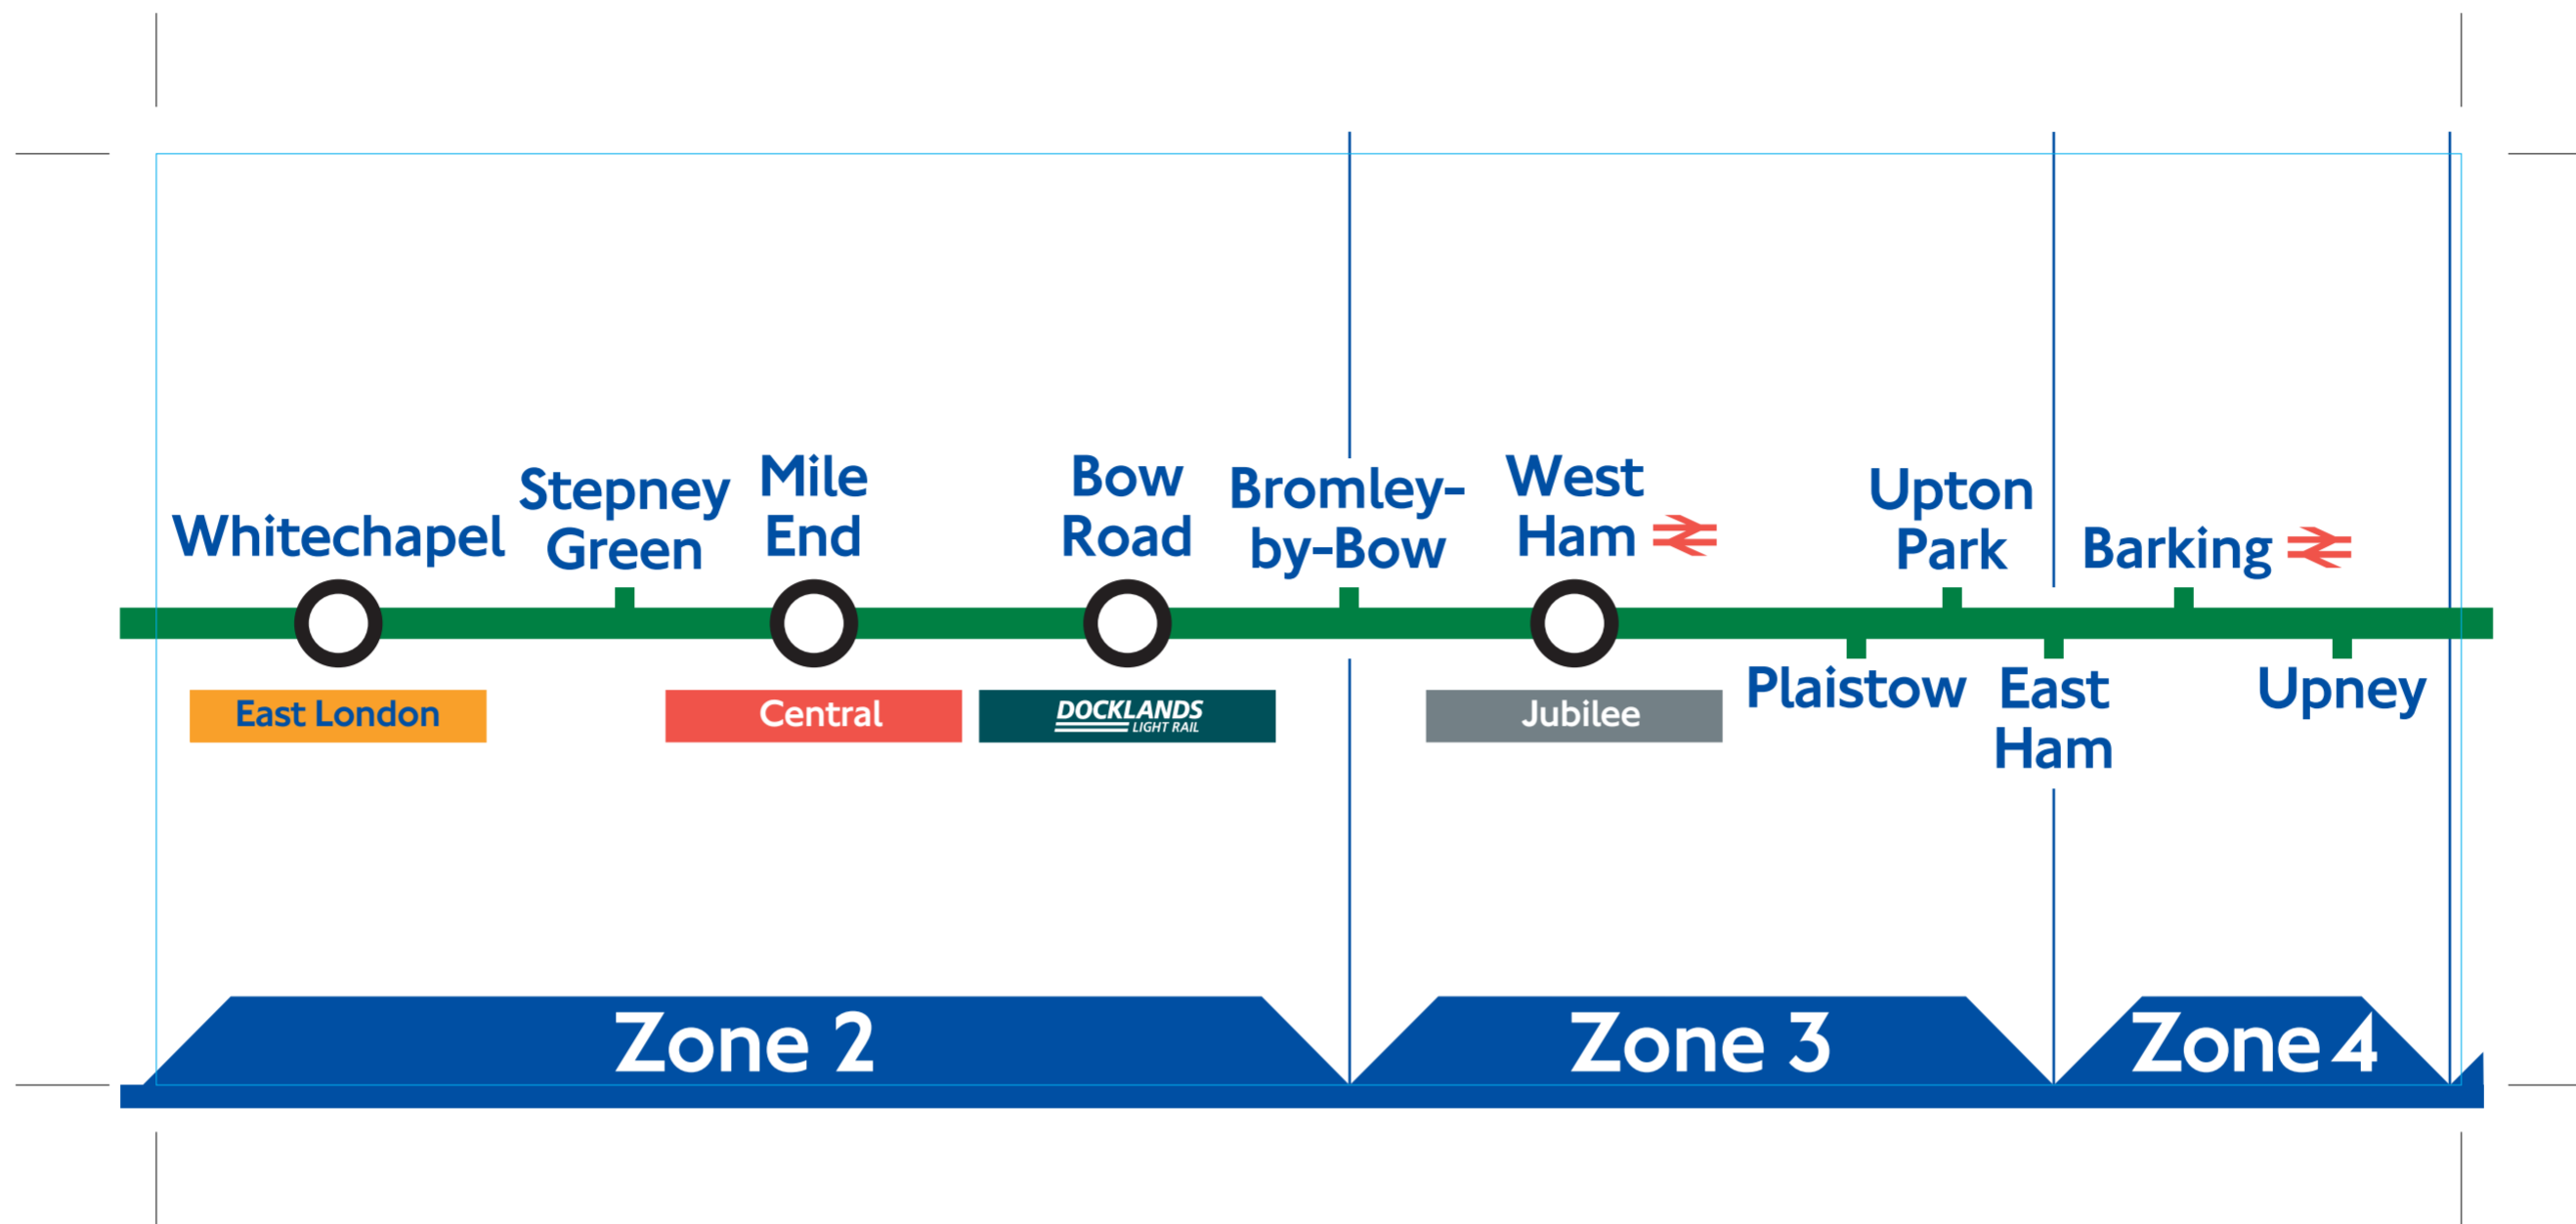 Whitechapel
Stepney
Green
Mile
End
Bow
Road
Bromley-
by-Bow
West
Ham
Upton
Park
Barking
Plaistow
East
Ham
Upney
East London
Central
DOCKLANDS
LIGHT RAIL
Jubilee
Zone 2
Zone 3
Zone 4